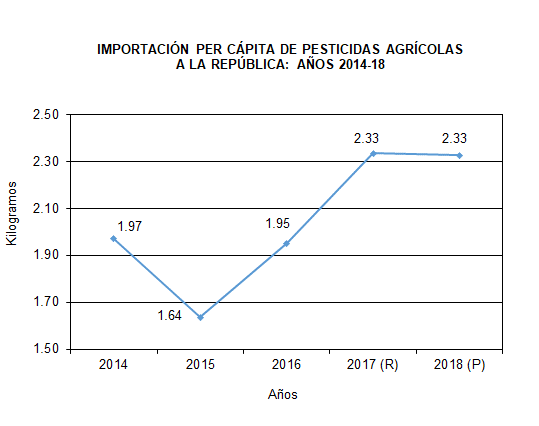 IMPORTACIÓN PER CÁPITA DE PESTICIDAS AGRÍCOLAS
A LA REPÚBLICA: AÑOS 2014-18
2.50
2.30
2.10
1.90
1.70
1.50
Kilogramos
1.97
1.64
1.95
2.33
2.33
2014
2015
2016
2017 (R)
2018 (P)
Años